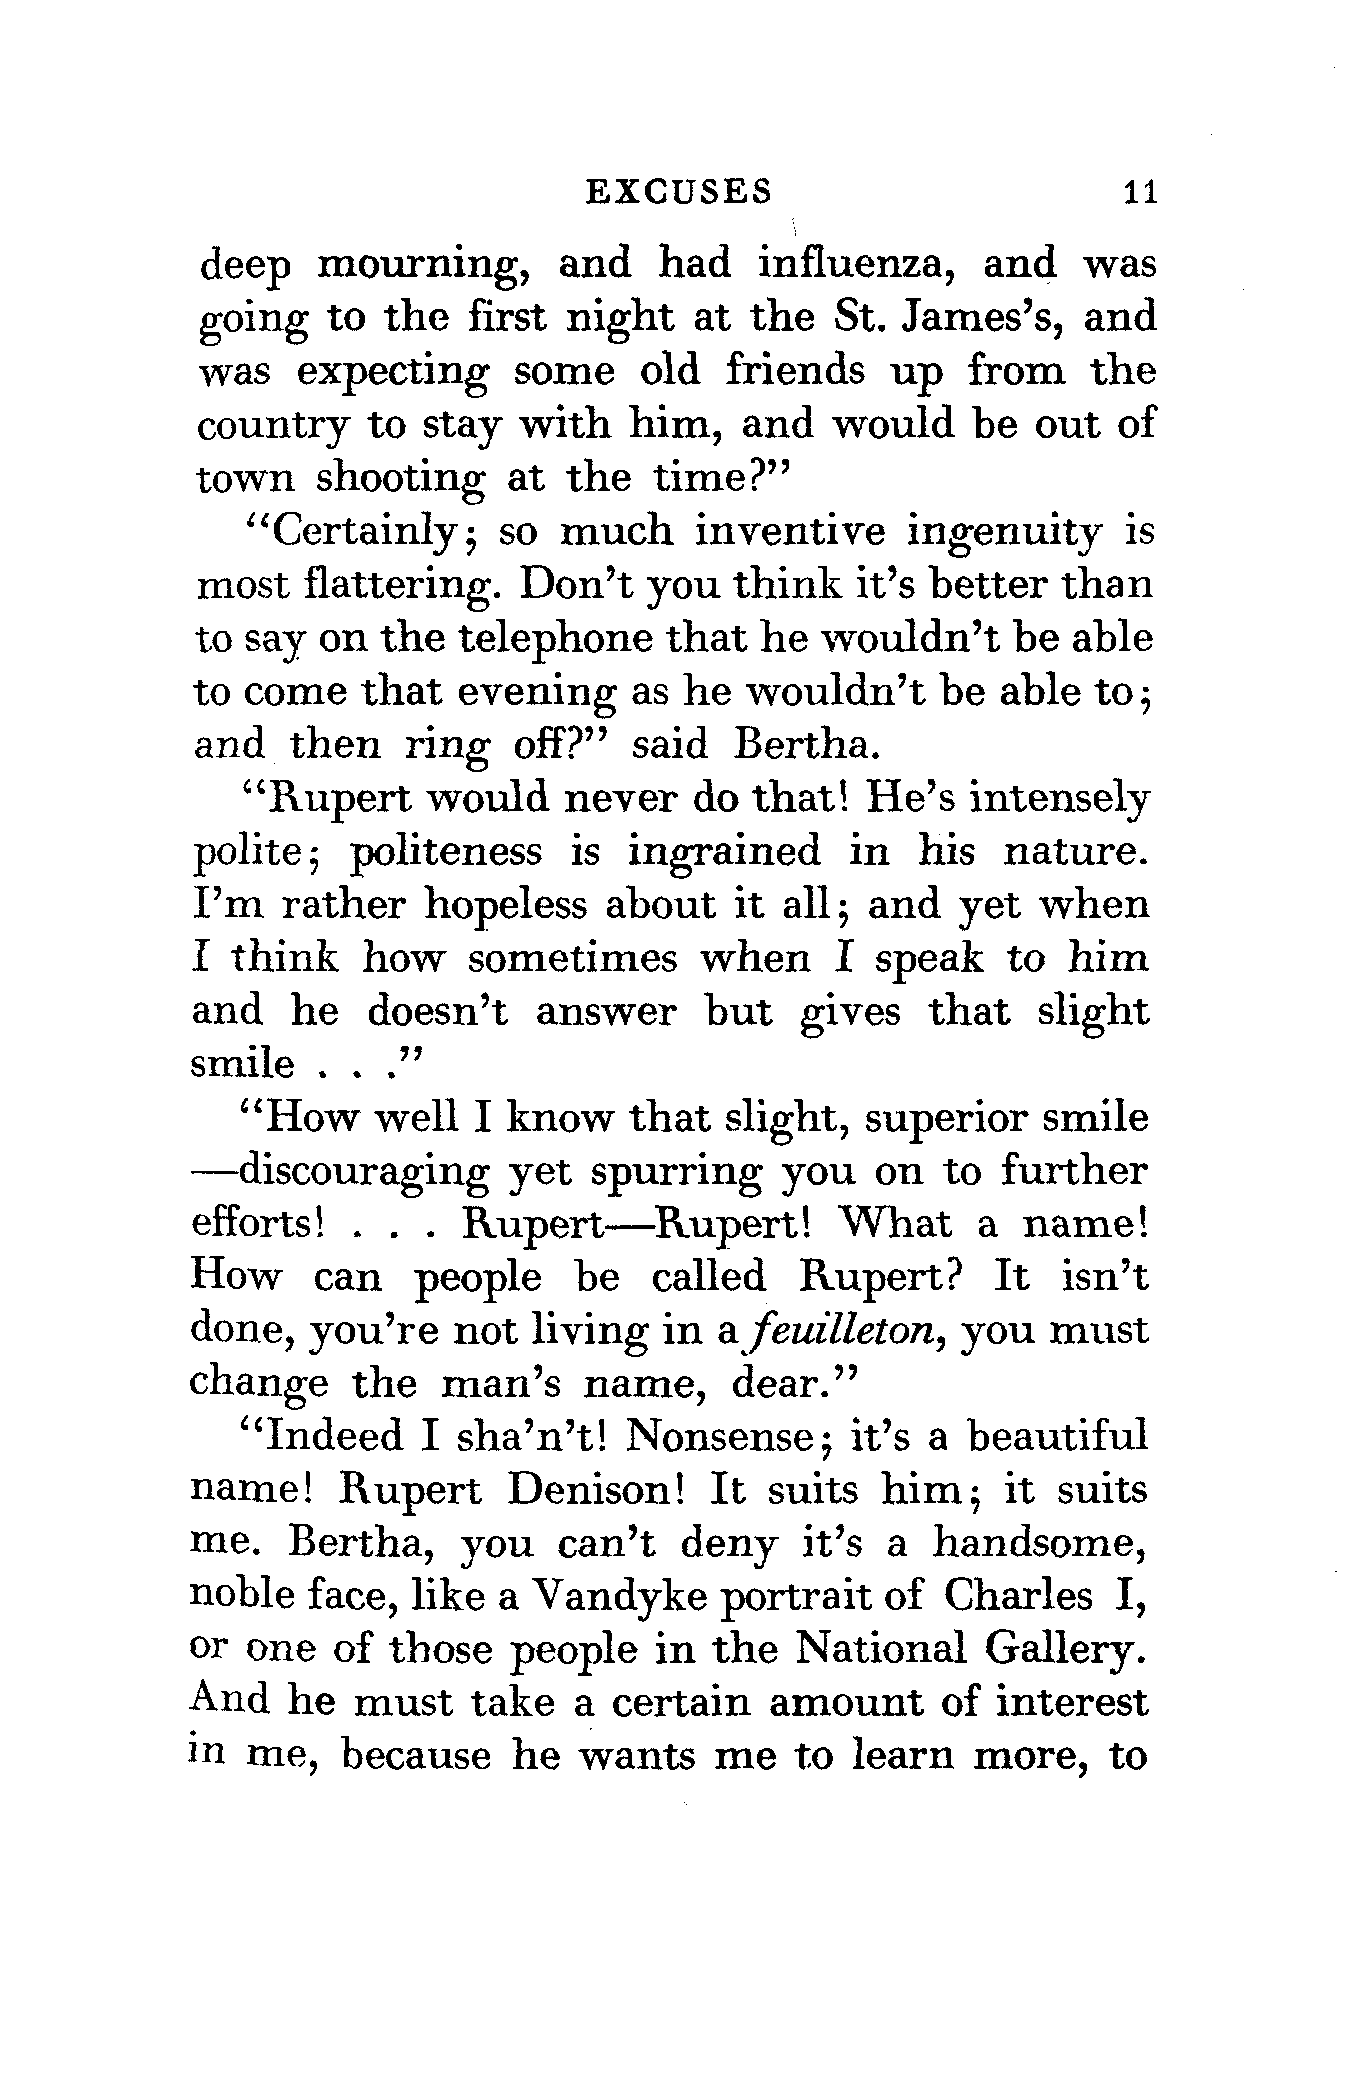 EXCUSES 11
deep mourning, and had influenza, and was
going to the first night at the St. James's, and
was expecting some old friends up from the
country to stay with him, and would be out of
town shooting at the time?"
"Certainly; so much inventive ingenuity is
most flattering. Don't you think it's better than
to say on the telephone that he wouldn't be able
to come that evening as he wouldn't be able to;
and then ring off?" said Bertha.
"Rupert would never do that! He's intensely
polite; politeness is ingrained in his nature.
I'm rather hopeless about it all; and yet when
I think how sometimes when I speak to him
and he doesn't answer but gives that slight
smile . . ."
"How well I know that slight, superior smile
—discouraging yet spurring you on to further
efforts! . . . Rupert—Rupert! What a name!
How can people be called Rupert? It isn't
done, you're not living in a feuilleton, you must
change the man's name, dear."
"Indeed I sha'n't! Nonsense; it's a beautiful
name! Rupert Denison! It suits him; it suits
me. Bertha, you can't deny it's a handsome,
noble face, like a Vandyke portrait of Charles I,
or one of those people in the National Gallery.
And he must take a certain amount of interest
in me, because he wants me to learn more, to